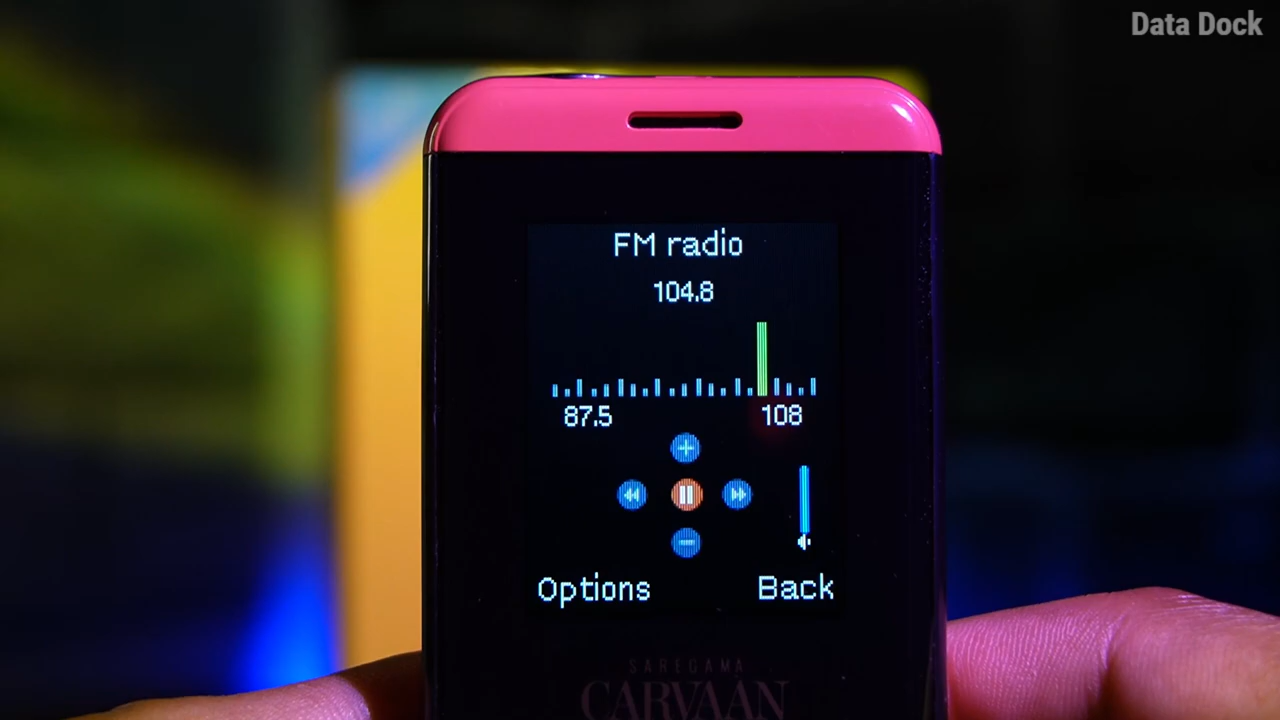 Data Dock
FM radio
104.8
87.5 108
Options Back
SAREGAMA
CARVAAN